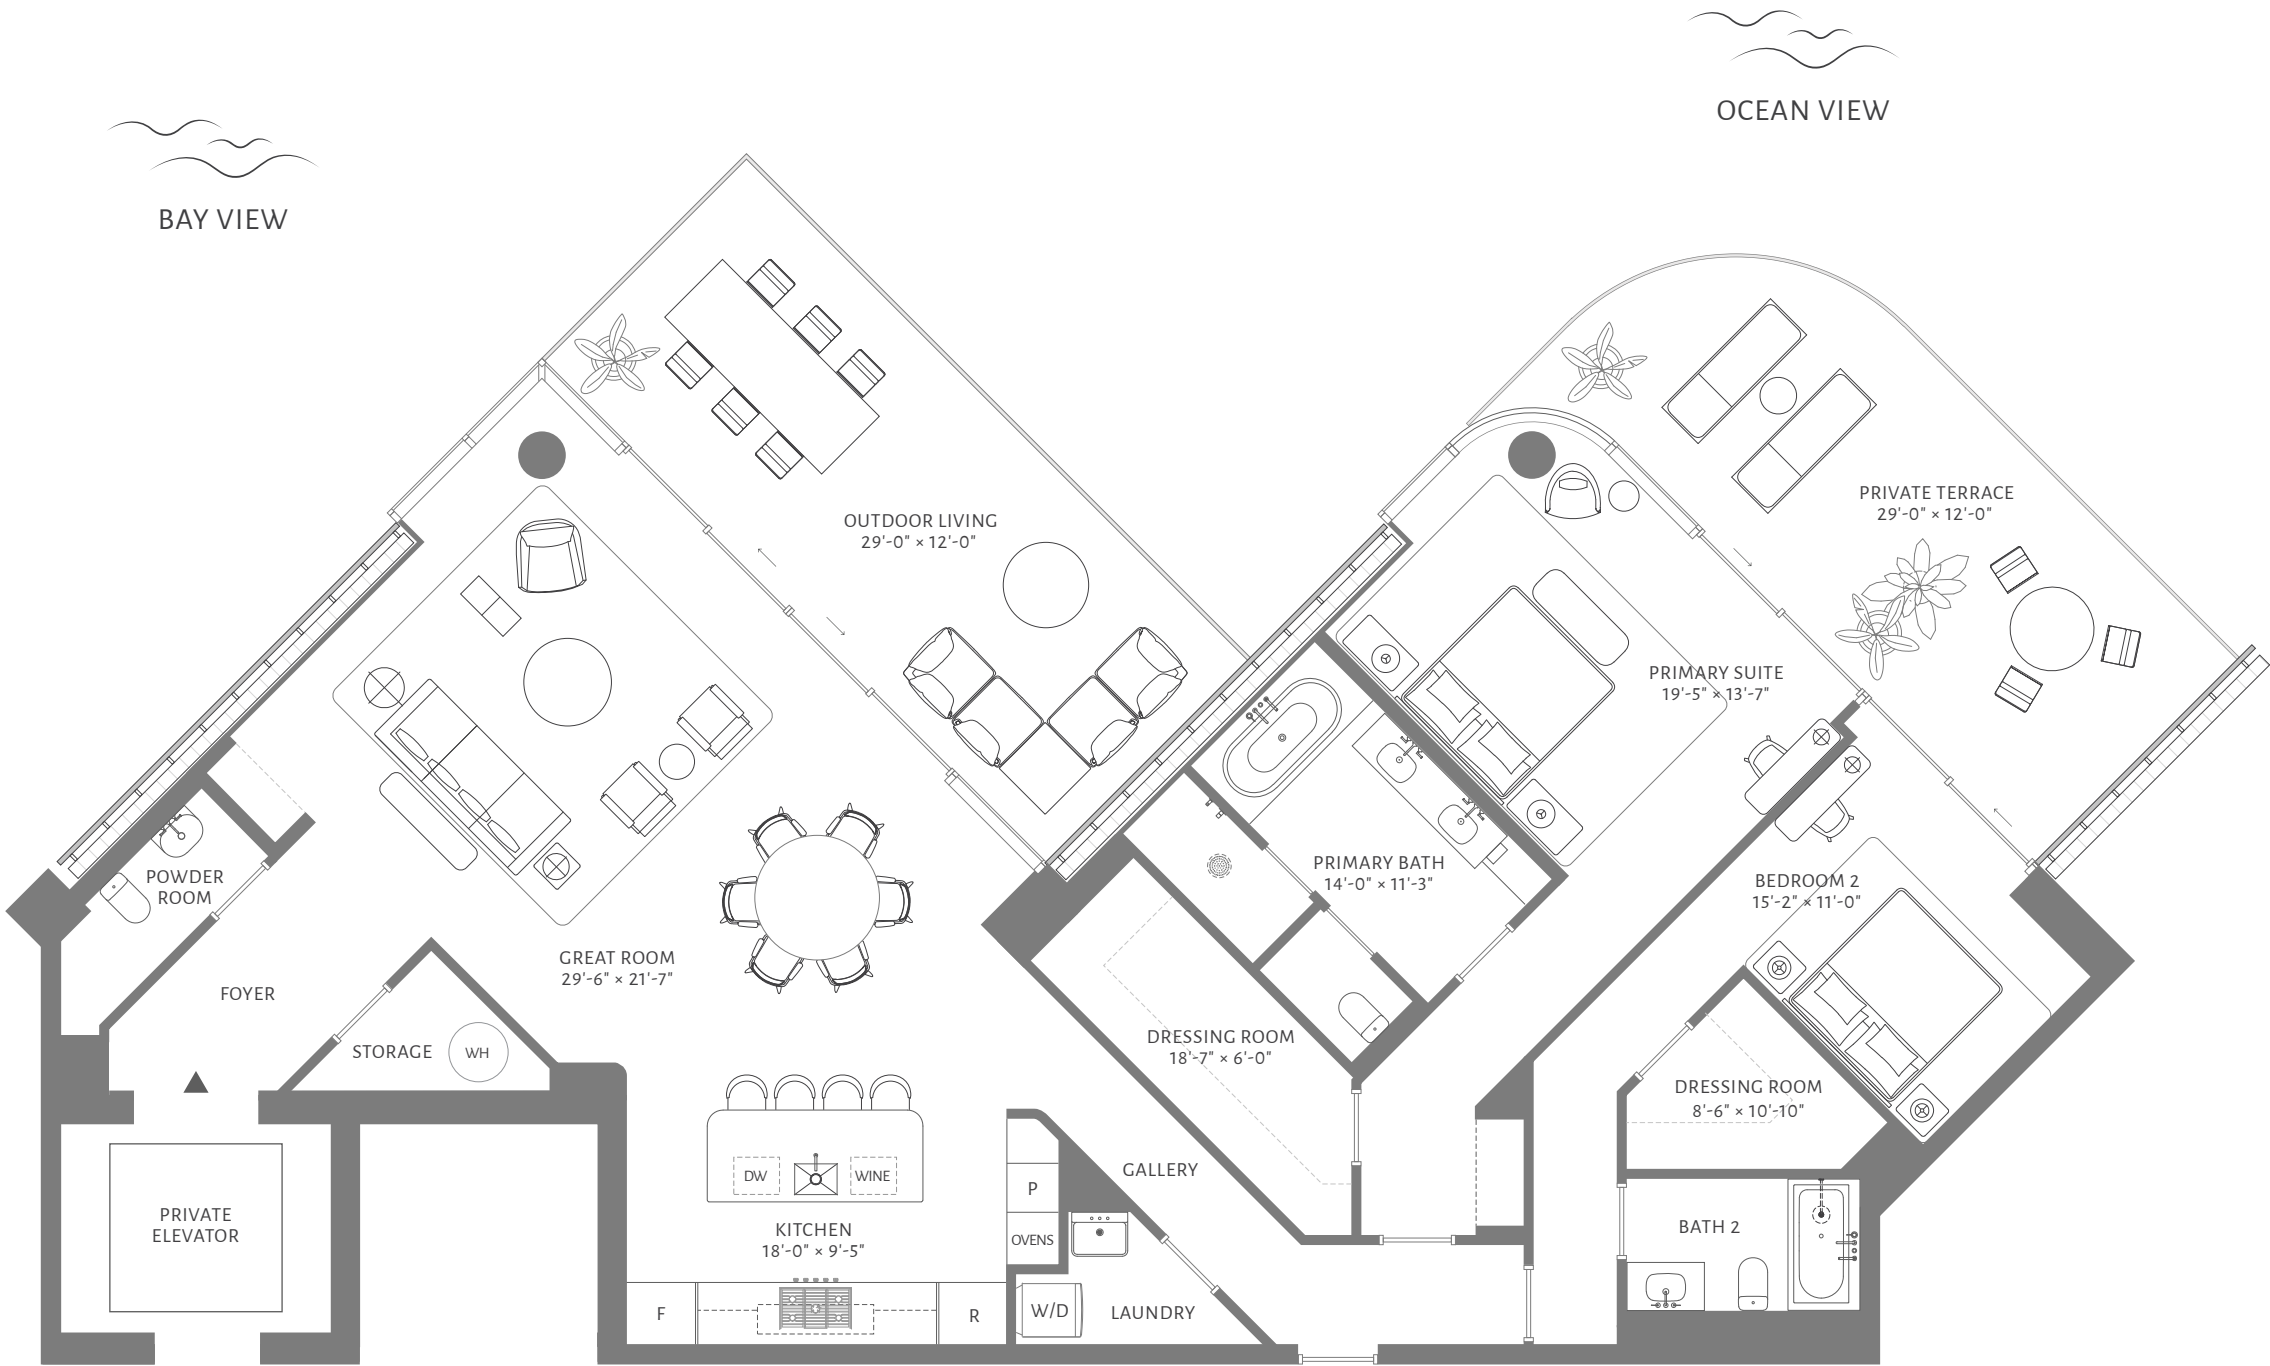 OCEAN VIEW
BAY VIEW
OUTDOOR LIVING
29'-0" × 12'-0"
PRIVATE TERRACE
29'-0" × 12'-0"
PRIMARY SUITE
19'-5" × 13'-7"
POWDER
ROOM
PRIMARY BATH
14'-0" × 11'-3"
BEDROOM 2
15'-2" × 11'-0"
GREAT ROOM
29'-6" × 21'-7"
FOYER
STORAGE
WH
DRESSING ROOM
18'-7" × 6'-0"
DRESSING ROOM
8'-6" × 10'-10"
DW
WINE
GALLERY
P
PRIVATE
ELEVATOR
KITCHEN
18'-0" × 9'-5"
OVENS
BATH 2
F
R
W/D
LAUNDRY